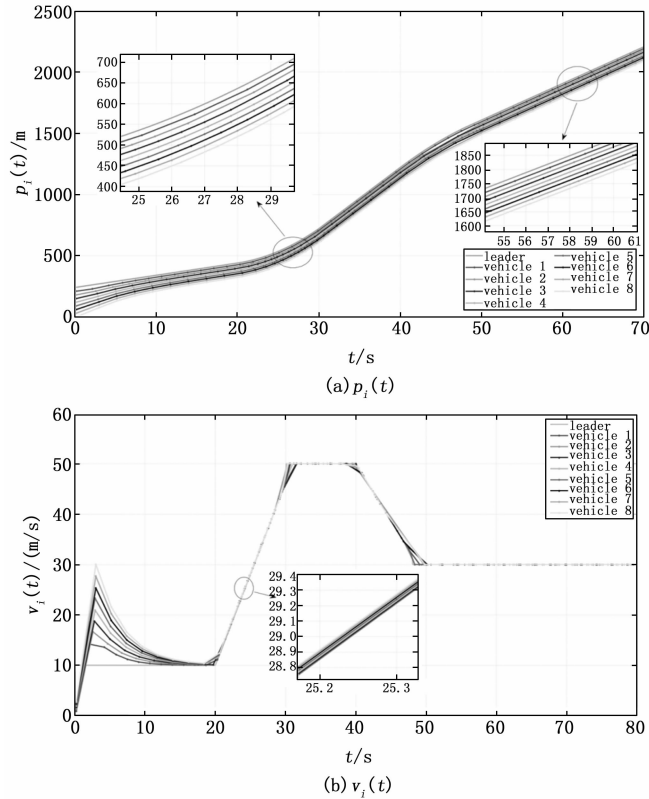 2500
2000
1500
1000
500
0
p_i(t)/m
700
650
600
550
500
450
400
25 26 27 28 29
1850
1800
1750
1700
1650
1600
54 55 56 57 58 59 60 61
leader
vehicle 1
vehicle 2
vehicle 3
vehicle 4
vehicle 5
vehicle 6
vehicle 7
vehicle 8
0 10 20 30 40 50 60 70
t/s
(a) p_i(t)
60
50
40
30
20
10
0
v_i(t)/(m/s)
leader
vehicle 1
vehicle 2
vehicle 3
vehicle 4
vehicle 5
vehicle 6
vehicle 7
vehicle 8
29.4
29.3
29.2
29.1
29.0
28.9
28.8
25.2 25.3
0 10 20 30 40 50 60 70 80
t/s
(b) v_i(t)